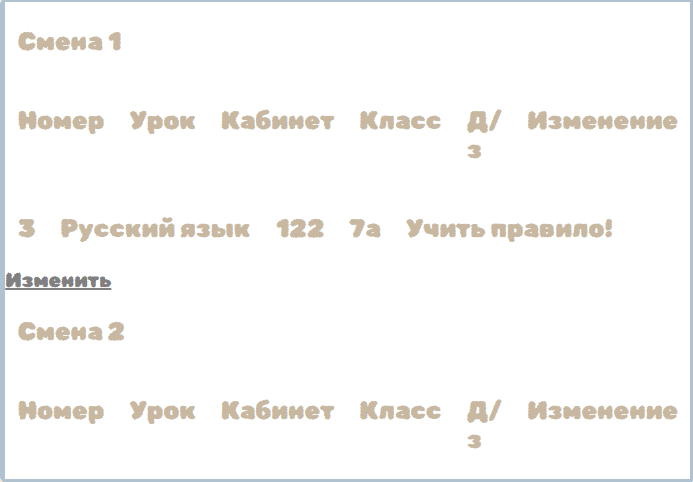 Смена 1
Номер Урок Кабинет Класс Д/ Изменение
з
3 Русский язык 122 7а Учить правило!
Изменить
Смена 2
Номер Урок Кабинет Класс Д/ Изменение
з